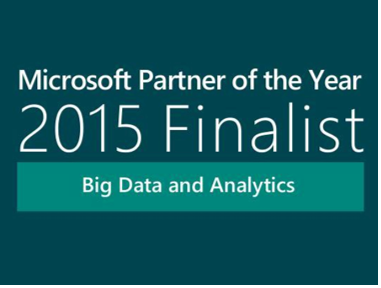 Microsoft Partner of the Year
2015 Finalist
Big Data and Analytics